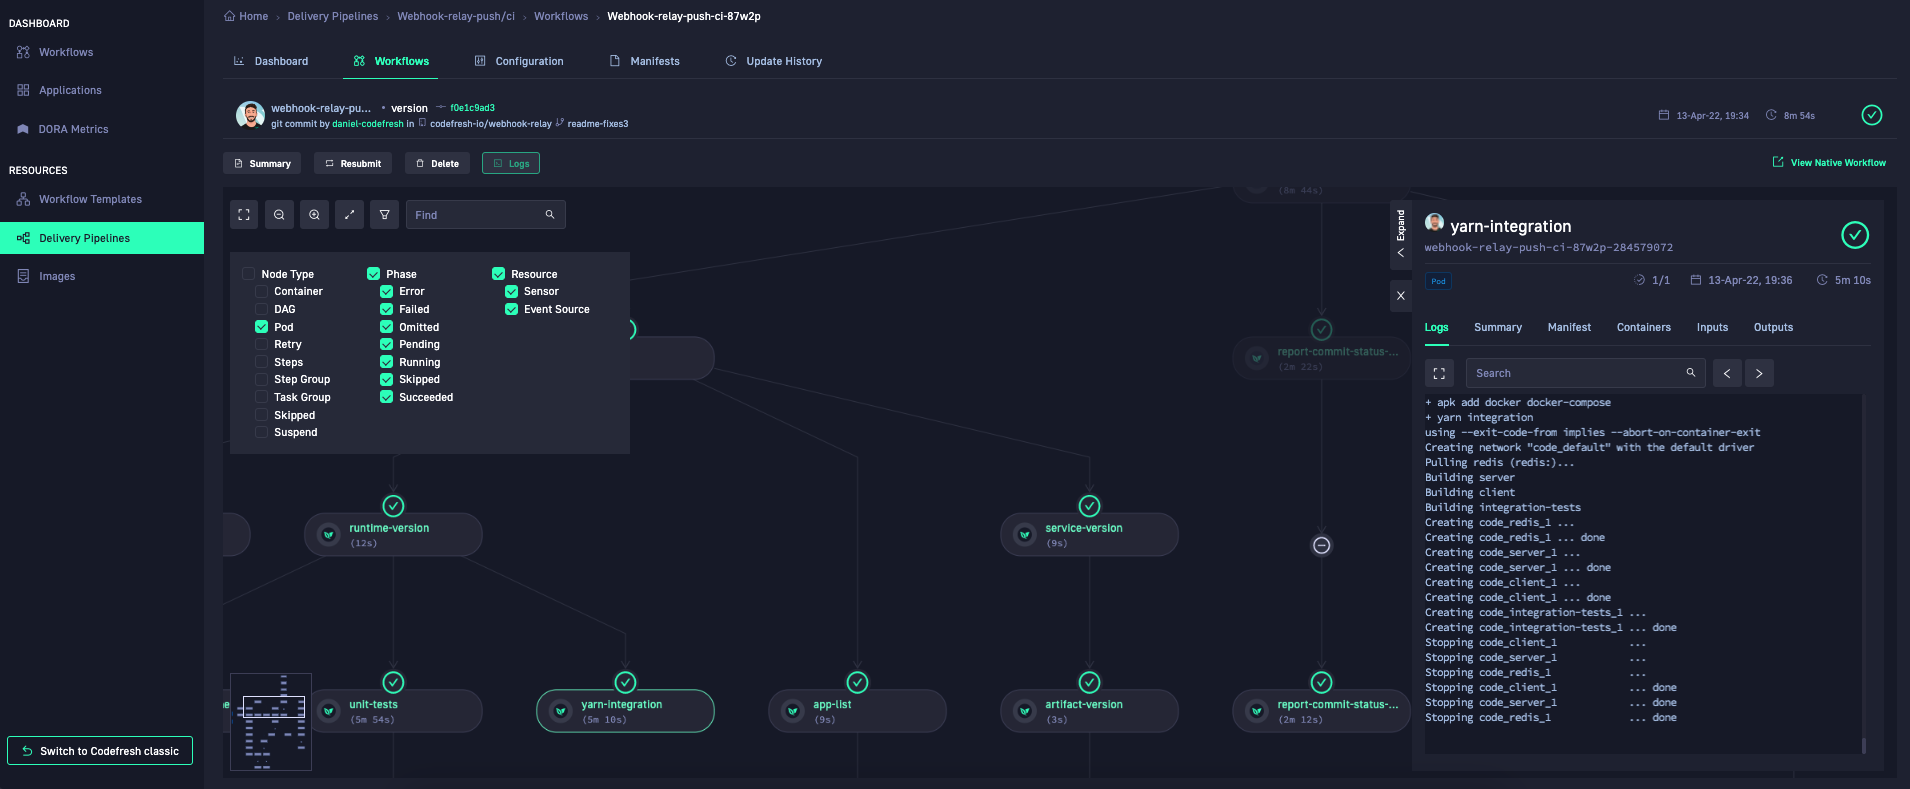 DASHBOARD
Workflows
Applications
DORA Metrics
RESOURCES
Workflow Templates
Delivery Pipelines
Images
Switch to Codefresh classic
Home › Delivery Pipelines › Webhook-relay-push/ci › Workflows › Webhook-relay-push-ci-87w2p
Dashboard
Workflows
Configuration
Manifests
Update History
webhook-relay-pu... • version f0e1c9ad3
git commit by daniel-codefresh in codefresh-io/webhook-relay readme-fixes3
13-Apr-22, 19:34
8m 54s
Summary
Resubmit
Delete
Logs
View Native Workflow
Find
Node Type
Container
DAG
Pod
Retry
Steps
Step Group
Task Group
Skipped
Suspend
Phase
Error
Failed
Omitted
Pending
Running
Skipped
Succeeded
Resource
Sensor
Event Source
(8m 44s)
report-commit-status-...
(2m 22s)
runtime-version
(12s)
service-version
(9s)
unit-tests
(5m 54s)
yarn-integration
(5m 10s)
app-list
(9s)
artifact-version
(3s)
report-commit-status-...
(2m 12s)
Expand
X
yarn-integration
webhook-relay-push-ci-87w2p-284579072
Pod
1/1
13-Apr-22, 19:36
5m 10s
Logs
Summary
Manifest
Containers
Inputs
Outputs
Search
+ apk add docker docker-compose
+ yarn integration
using --exit-code-from implies --abort-on-container-exit
Creating network "code_default" with the default driver
Pulling redis (redis:)...
Building server
Building client
Building integration-tests
Creating code_redis_1 ...
Creating code_redis_1 ... done
Creating code_server_1 ...
Creating code_server_1 ... done
Creating code_client_1 ...
Creating code_client_1 ... done
Creating code_integration-tests_1 ...
Creating code_integration-tests_1 ... done
Stopping code_client_1 ...
Stopping code_server_1 ...
Stopping code_redis_1 ...
Stopping code_client_1 ... done
Stopping code_server_1 ... done
Stopping code_redis_1 ... done